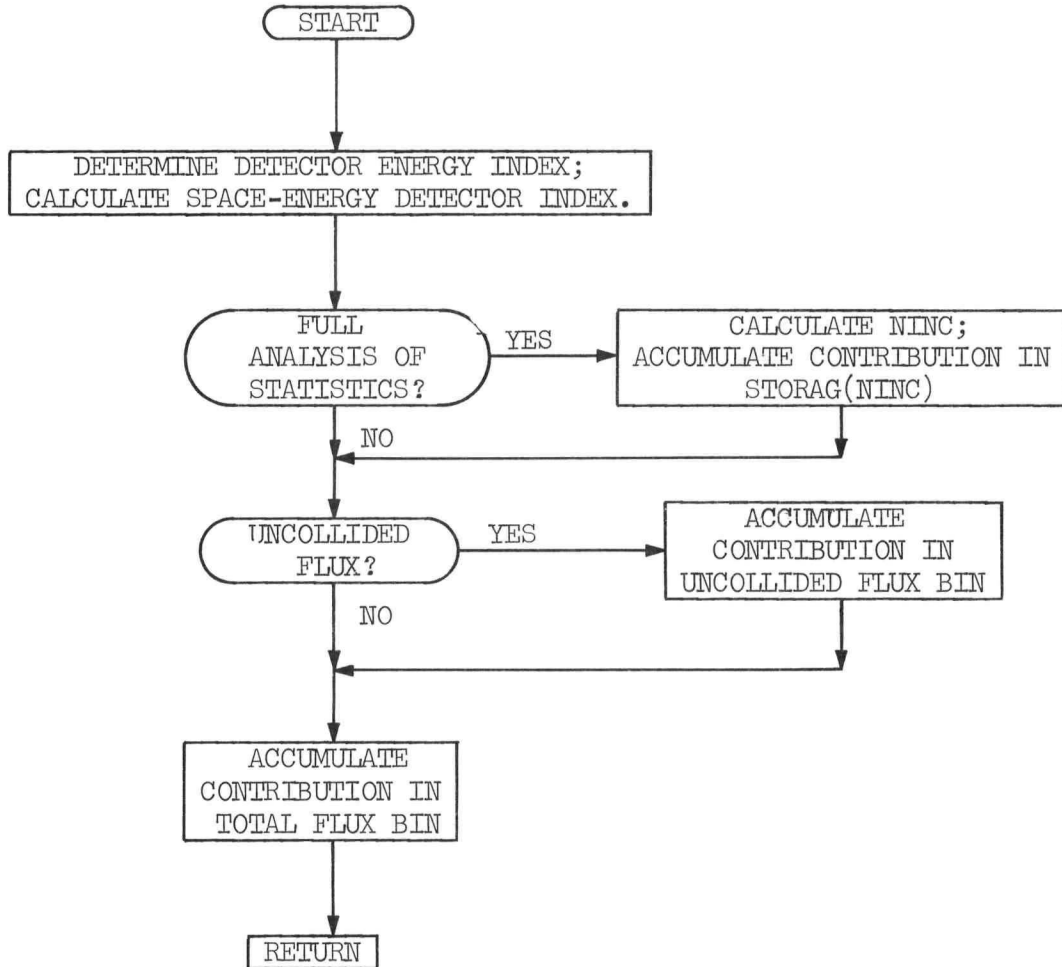 START
DETERMINE DETECTOR ENERGY INDEX;
CALCULATE SPACE-ENERGY DETECTOR INDEX.
FULL
ANALYSIS OF
STATISTICS?
YES
CALCULATE NINC;
ACCUMULATE CONTRIBUTION IN
STORAG(NINC)
NO
UNCOLLIDED
FLUX?
YES
ACCUMULATE
CONTRIBUTION IN
UNCOLLIDED FLUX BIN
NO
ACCUMULATE
CONTRIBUTION IN
TOTAL FLUX BIN
RETURN